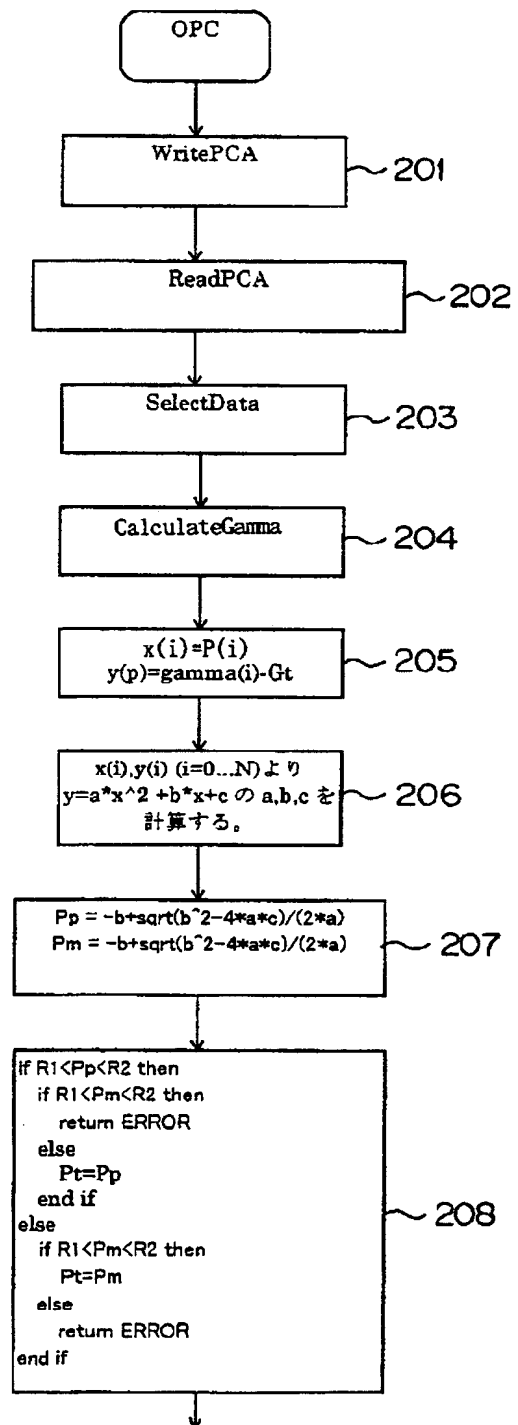 OPC
WritePCA
201
ReadPCA
202
SelectData
203
CalculateGamma
204
x(i)=P(i)
y(p)=gamma(i)-Gt
205
x(i),y(i) (i=0...N)より
y=a*x^2 +b*x+c の a,b,c を
計算する。
206
Pp = -b+sqrt(b^2-4*a*c)/(2*a)
Pm = -b+sqrt(b^2-4*a*c)/(2*a)
207
if R1<Pp<R2 then
if R1<Pm<R2 then
return ERROR
else
Pt=Pp
end if
else
if R1<Pm<R2 then
Pt=Pm
else
return ERROR
end if
208